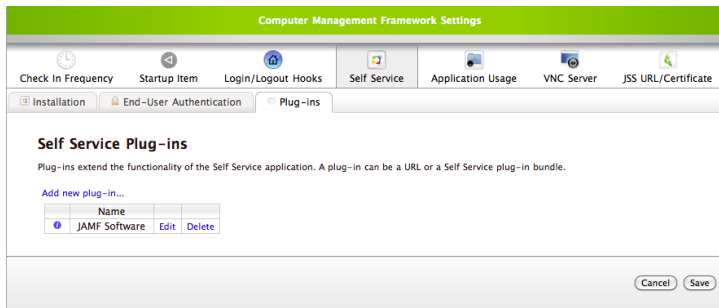 Computer Management Framework Settings
Check In Frequency Startup Item Login/Logout Hooks Self Service Application Usage VNC Server JSS URL/Certificate
Installation End-User Authentication Plug-ins
Self Service Plug-ins
Plug-ins extend the functionality of the Self Service application. A plug-in can be a URL or a Self Service plug-in bundle.
Add new plug-in...
Name
JAMF Software Edit Delete
Cancel Save